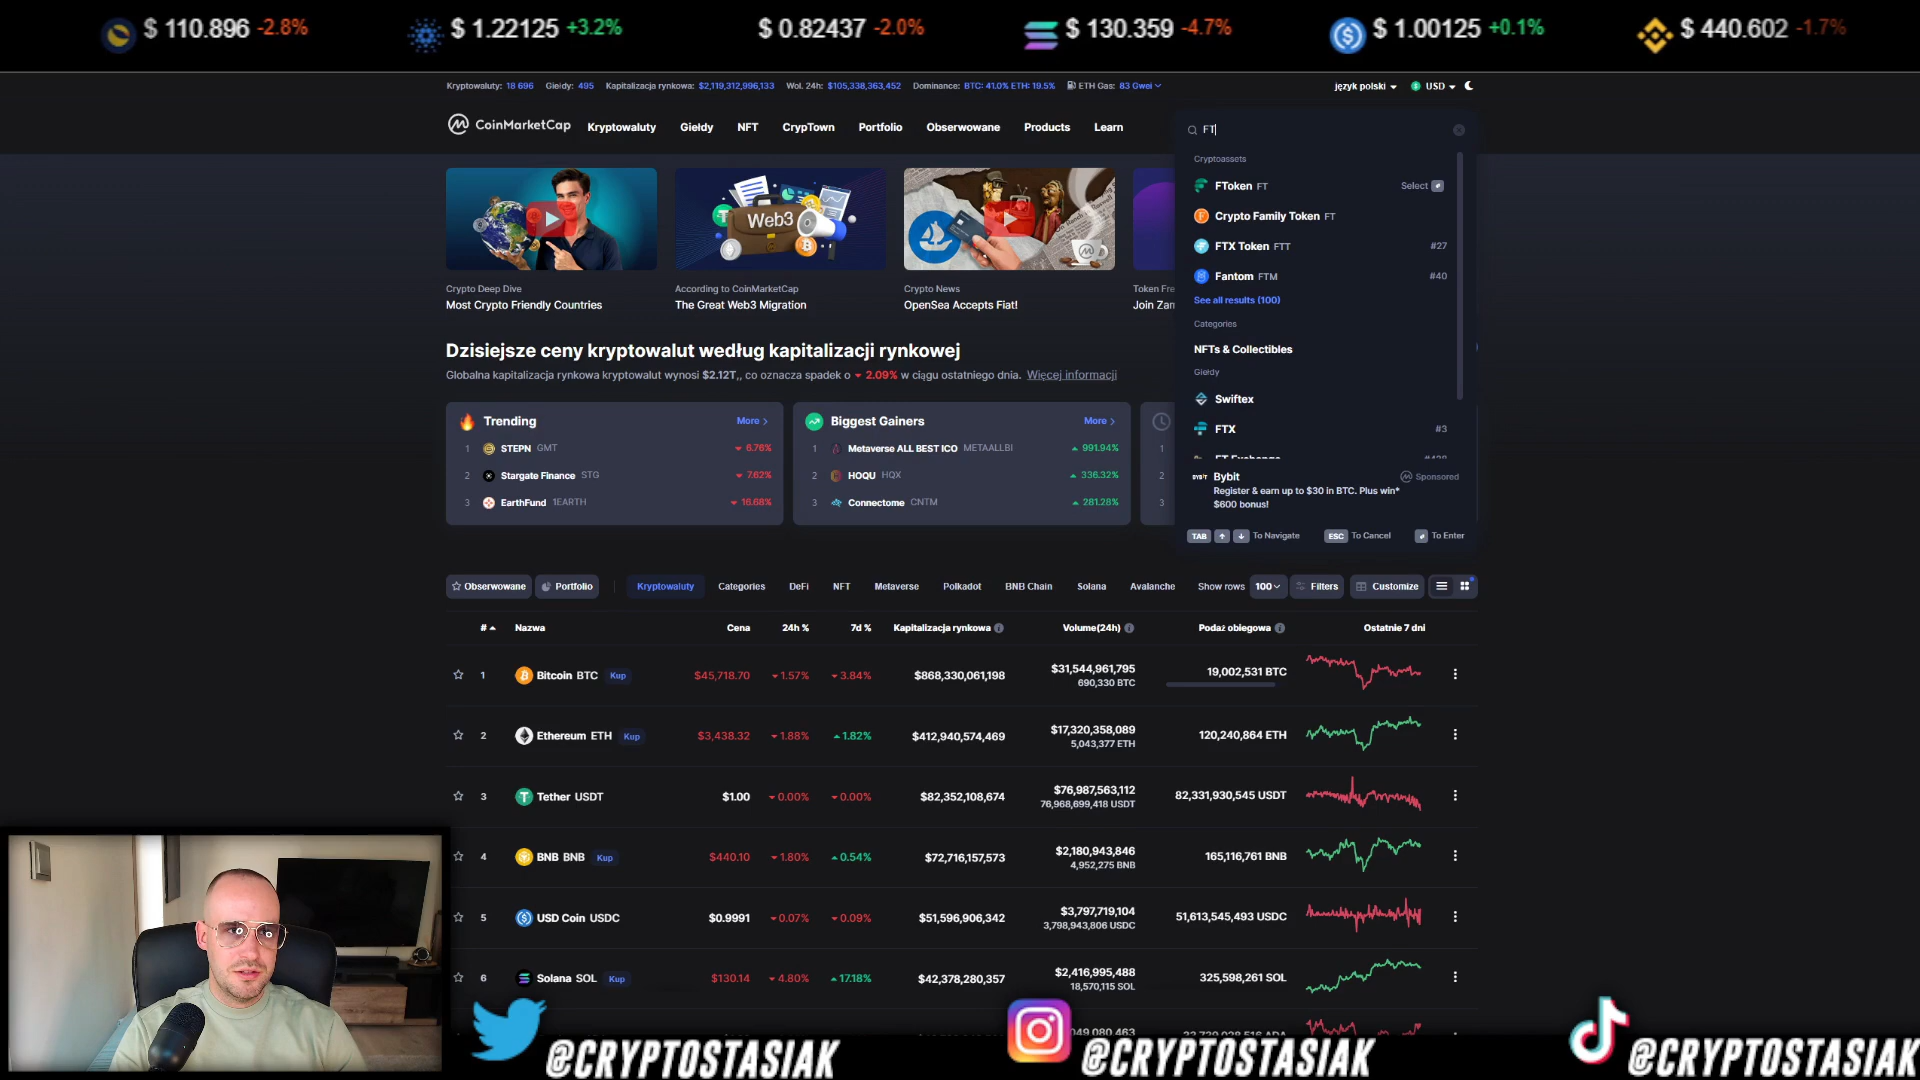 $ 110.896 -2.8%
$ 1.22125 +3.2%
$ 0.82437 -2.0%
$ 130.359 -4.7%
$ 1.00125 +0.1%
$ 440.602 -1.7%
Kryptowaluty: 18 696 Giełdy: 495 Kapitalizacja rynkowa: $2,119,312,996,133 Wol. 24h: $105,338,363,452 Dominance: BTC: 41.0% ETH: 19.5% ETH Gas: 83 Gwei
język polski USD
CoinMarketCap Kryptowaluty Giełdy NFT CrypTown Portfolio Obserwowane Products Learn
FT
Cryptoassets
FToken FT Select
Crypto Family Token FT
FTX Token FTT #27
Fantom FTM #40
See all results (100)
Categories
NFTs & Collectibles
Giełdy
Swiftex
FTX #3
Bybit Sponsored
Register & earn up to $30 in BTC. Plus win*
$600 bonus!
TAB To Navigate ESC To Cancel To Enter
Web3
Crypto Deep Dive
Most Crypto Friendly Countries
According to CoinMarketCap
The Great Web3 Migration
Crypto News
OpenSea Accepts Fiat!
Token Fre
Join Zam
Dzisiejsze ceny kryptowalut według kapitalizacji rynkowej
Globalna kapitalizacja rynkowa kryptowalut wynosi $2.12T,, co oznacza spadek o 2.09% w ciągu ostatniego dnia. Więcej informacji
Trending More
1 STEPN GMT 6.76%
2 Stargate Finance STG 7.62%
3 EarthFund 1EARTH 16.68%
Biggest Gainers More
1 Metaverse ALL BEST ICO METAALLBI 991.94%
2 HOQU HQX 336.32%
3 Connectome CNTM 281.28%
1
2
3
Obserwowane Portfolio Kryptowaluty Categories DeFi NFT Metaverse Polkadot BNB Chain Solana Avalanche Show rows 100 Filters Customize
# Nazwa Cena 24h % 7d % Kapitalizacja rynkowa Volume(24h) Podaż obiegowa Ostatnie 7 dni
1 Bitcoin BTC Kup $45,718.70 1.57% 3.84% $868,330,061,198 $31,544,961,795 19,002,531 BTC
690,330 BTC
2 Ethereum ETH Kup $3,438.32 1.88% 1.82% $412,940,574,469 $17,320,358,089 120,240,864 ETH
5,043,377 ETH
3 Tether USDT $1.00 0.00% 0.00% $82,352,108,674 $76,987,563,112 82,331,930,545 USDT
76,968,699,418 USDT
4 BNB BNB Kup $440.10 1.80% 0.54% $72,716,157,573 $2,180,943,846 165,116,761 BNB
4,952,275 BNB
5 USD Coin USDC $0.9991 0.07% 0.09% $51,596,906,342 $3,797,719,104 51,613,545,493 USDC
3,798,943,806 USDC
6 Solana SOL Kup $130.14 4.80% 17.18% $42,378,280,357 $2,416,995,488 325,598,261 SOL
18,570,115 SOL
@CRYPTOSTASIAK
@CRYPTOSTASIAK
@CRYPTOSTASIAK